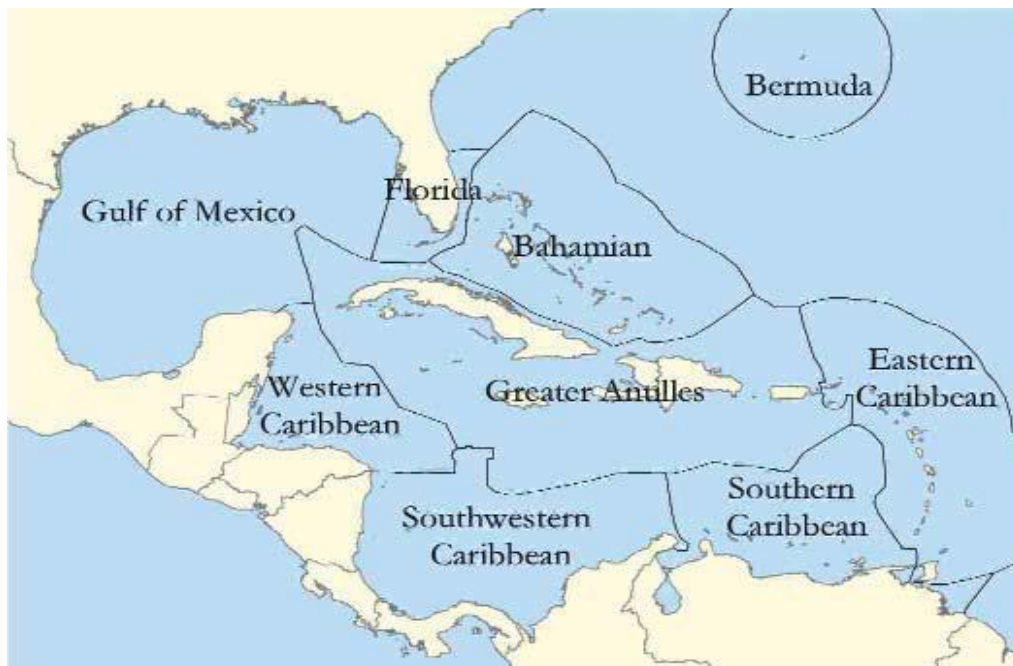 Bermuda
Florida
Gulf of Mexico
Bahamian
Eastern
Caribbean
Western
Caribbean
Greater Antilles
Southern
Caribbean
Southwestern
Caribbean